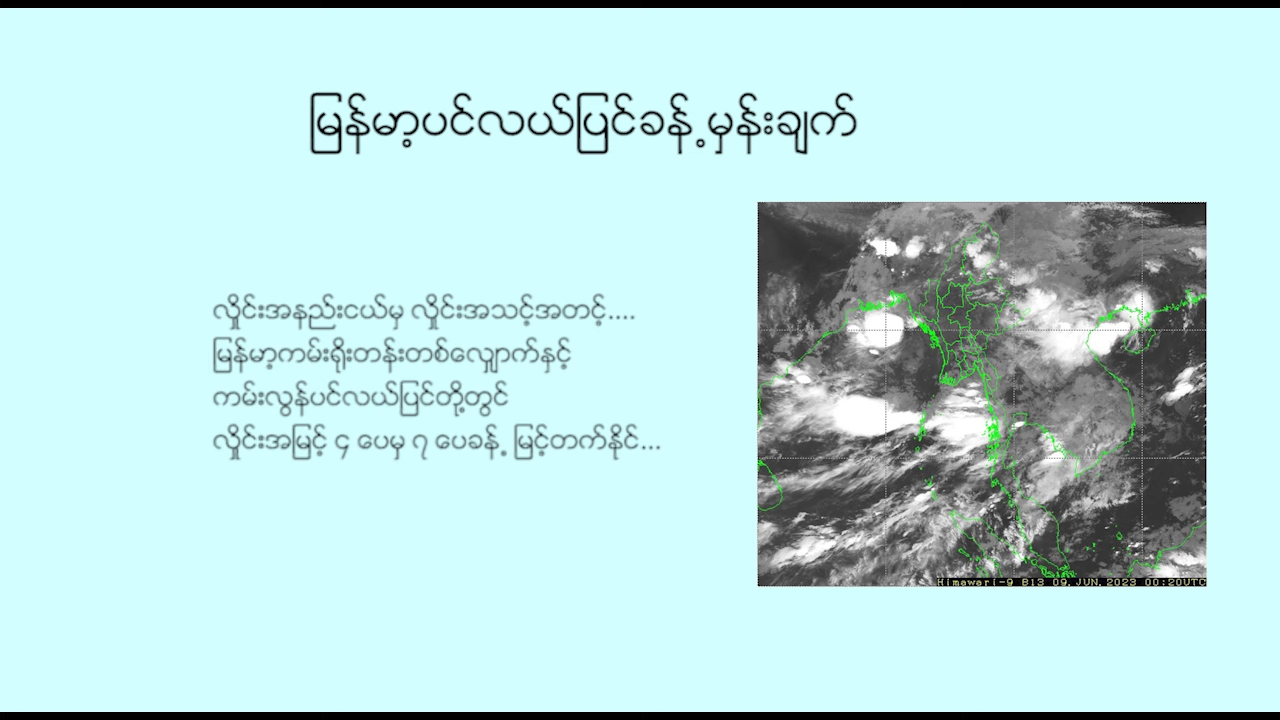 မြန်မာ့ပင်လယ်ပြင်ခန့်မှန်းချက်
လှိုင်းအနည်းငယ်မှ လှိုင်းအသင့်အတင့်....
မြန်မာ့ကမ်းရိုးတန်းတစ်လျှောက်နှင့်
ကမ်းလွန်ပင်လယ်ပြင်တို့တွင်
လှိုင်းအမြင့် ၄ ပေမှ ၇ ပေခန့် မြင့်တက်နိုင်...
Himawari-9 B13 09.JUN.2023 00:20UTC